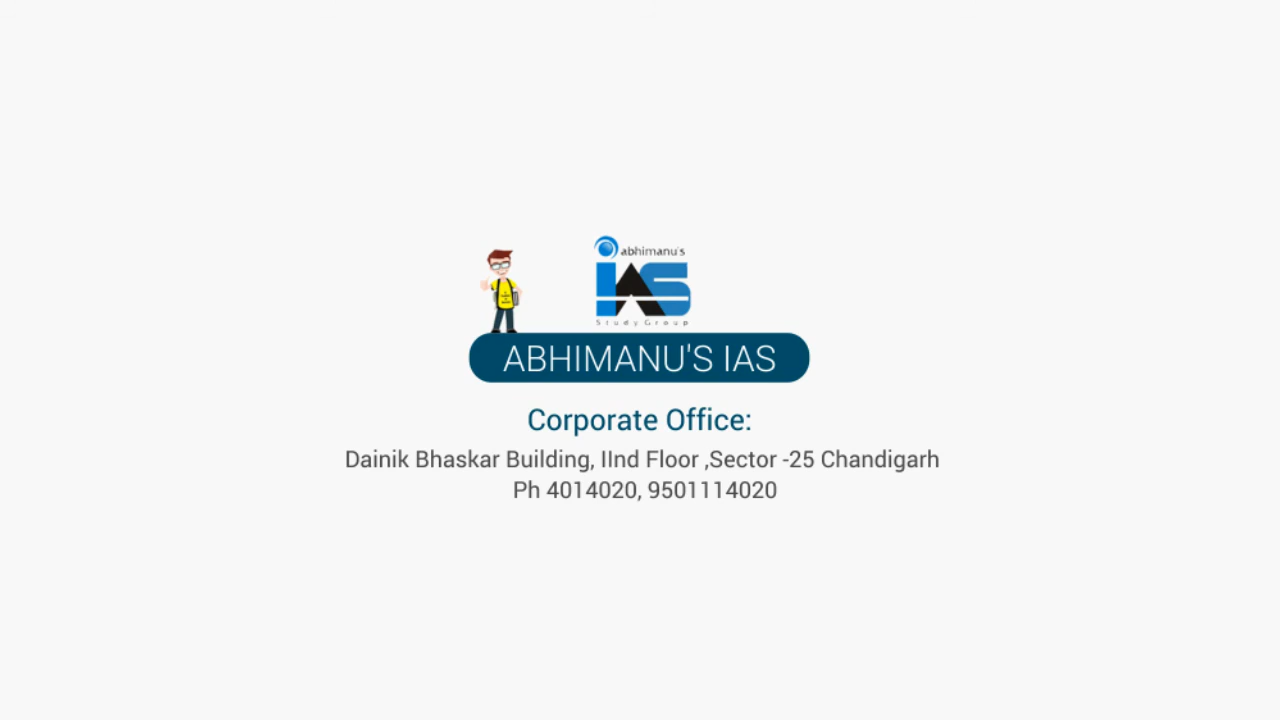 abhimanu's
iAS
Study Group
ABHIMANU'S IAS
Corporate Office:
Dainik Bhaskar Building, IInd Floor ,Sector -25 Chandigarh
Ph 4014020, 9501114020